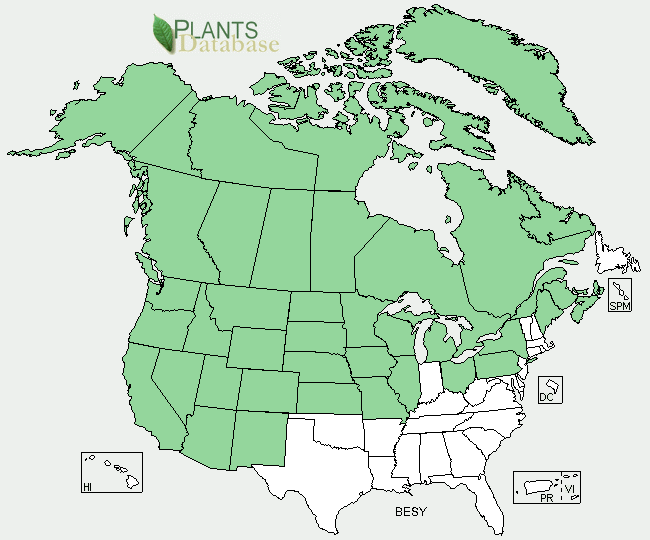 PLANTS
Database
SPM
DC
HI
PR
VI
BESY